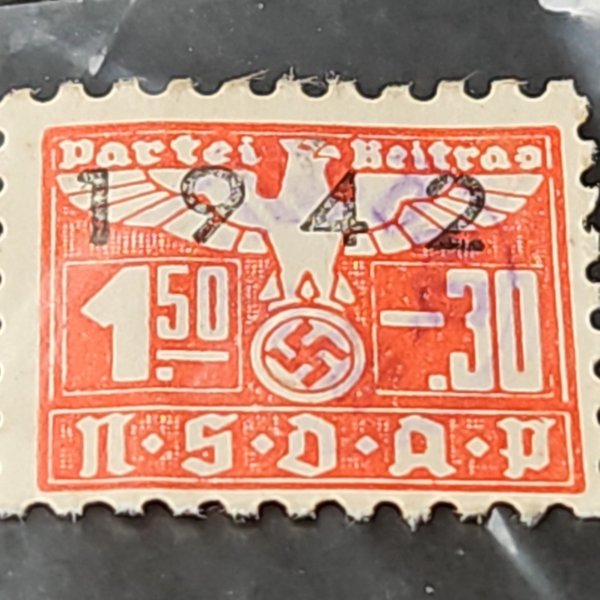 Partei Beitrag
1942
1.50 -.30
N·S·D·A·P